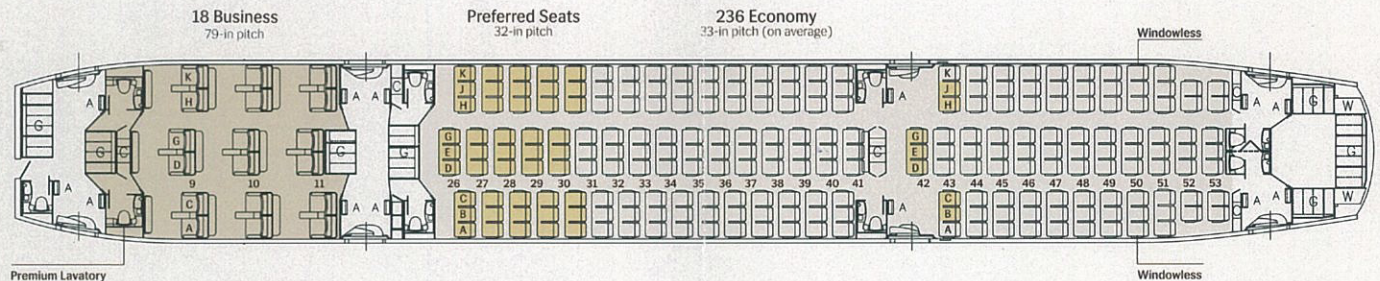 18 Business
79-in pitch
Preferred Seats
32-in pitch
236 Economy
33-in pitch (on average)
Windowless
K K K
J J
H H H
A A A C A C A A
G G G
E E E
D D D
G G C G G C G
W
W
9 10 11 26 27 28 29 30 31 32 33 34 35 36 37 38 39 40 41 42 43 44 45 46 47 48 49 50 51 52 53
C C C
B B
A A A
A A A A A C A A
G G
Premium Lavatory
Windowless